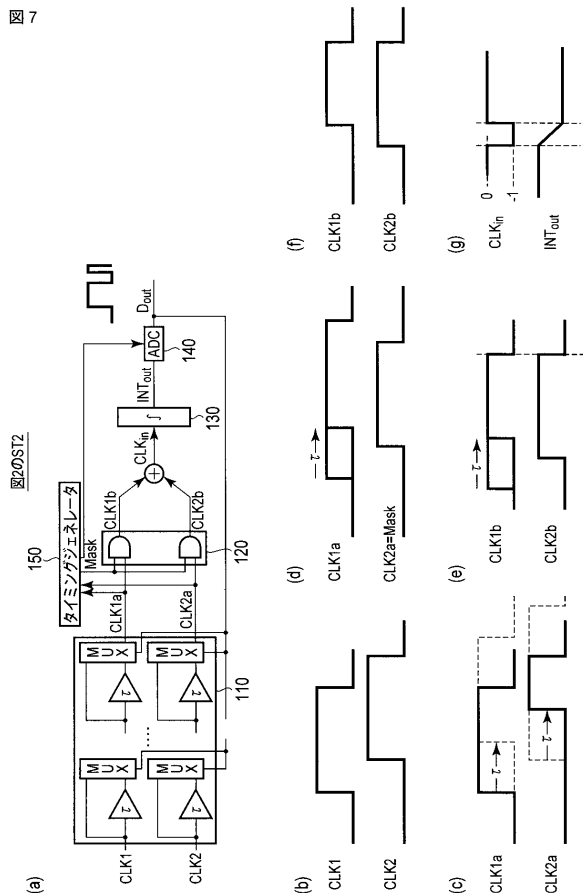 図7
図2のST2
(a)
150
タイミングジェネレータ
Mask
CLK1
CLK2
MUX
MUX
MUX
MUX
τ
τ
τ
τ
110
CLK1a
CLK2a
120
CLK1b
CLK2b
+
CLKin
∫
130
INTout
ADC
140
Dout
(b)
CLK1
CLK2
(c)
CLK1a
τ
CLK2a
τ
(d)
CLK1a
τ
CLK2a=Mask
(e)
CLK1b
τ
CLK2b
(f)
CLK1b
CLK2b
(g)
CLKin
0
-1
INTout